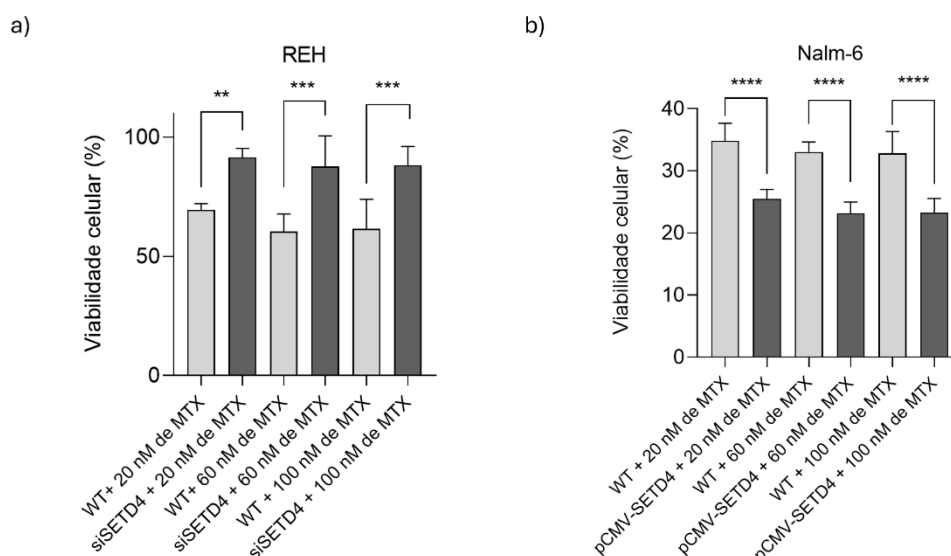 a)
REH
** *** ***
Viabilidade celular (%)
100
50
0
WT+ 20 nM de MTX
siSETD4 + 20 nM de MTX
WT+ 60 nM de MTX
siSETD4 + 60 nM de MTX
WT + 100 nM de MTX
siSETD4 + 100 nM de MTX
b)
Nalm-6
**** **** ****
Viabilidade celular (%)
40
30
20
10
0
WT + 20 nM de MTX
pCMV-SETD4 + 20 nM de MTX
WT + 60 nM de MTX
pCMV-SETD4 + 60 nM de MTX
WT + 100 nM de MTX
pCMV-SETD4 + 100 nM de MTX